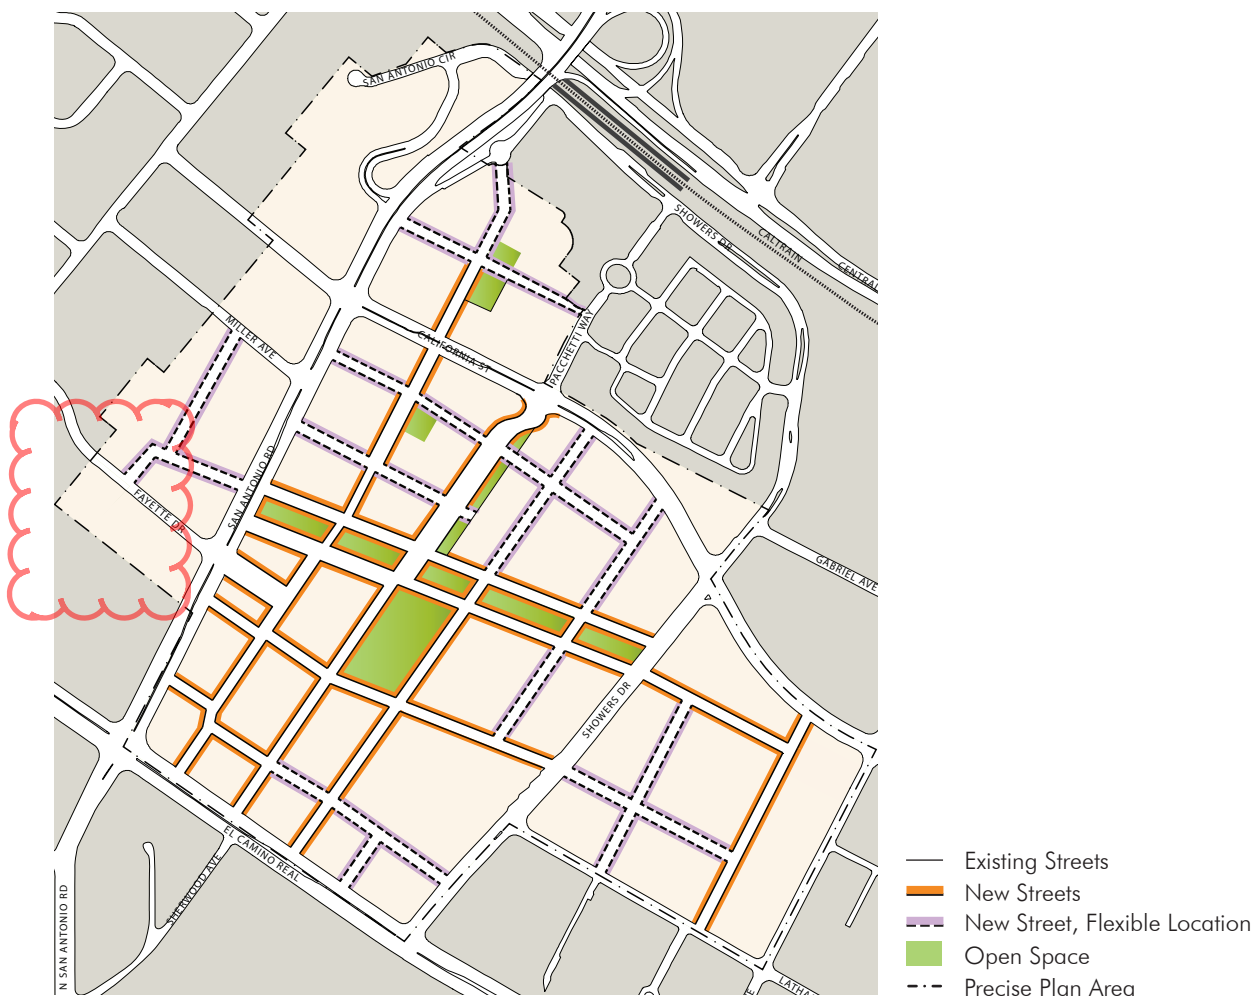 SAN ANTONIO CIR
SHOWERS DR
CALTRAIN
CENTRAL
MILLER AVE
CALIFORNIA ST
PACCHETTI WAY
SAN ANTONIO RD
FAYETTE DR
GABRIEL AVE
SHOWERS DR
EL CAMINO REAL
SHERWOOD AVE
N SAN ANTONIO RD
LATHA
Existing Streets
New Streets
New Street, Flexible Location
Open Space
Precise Plan Area